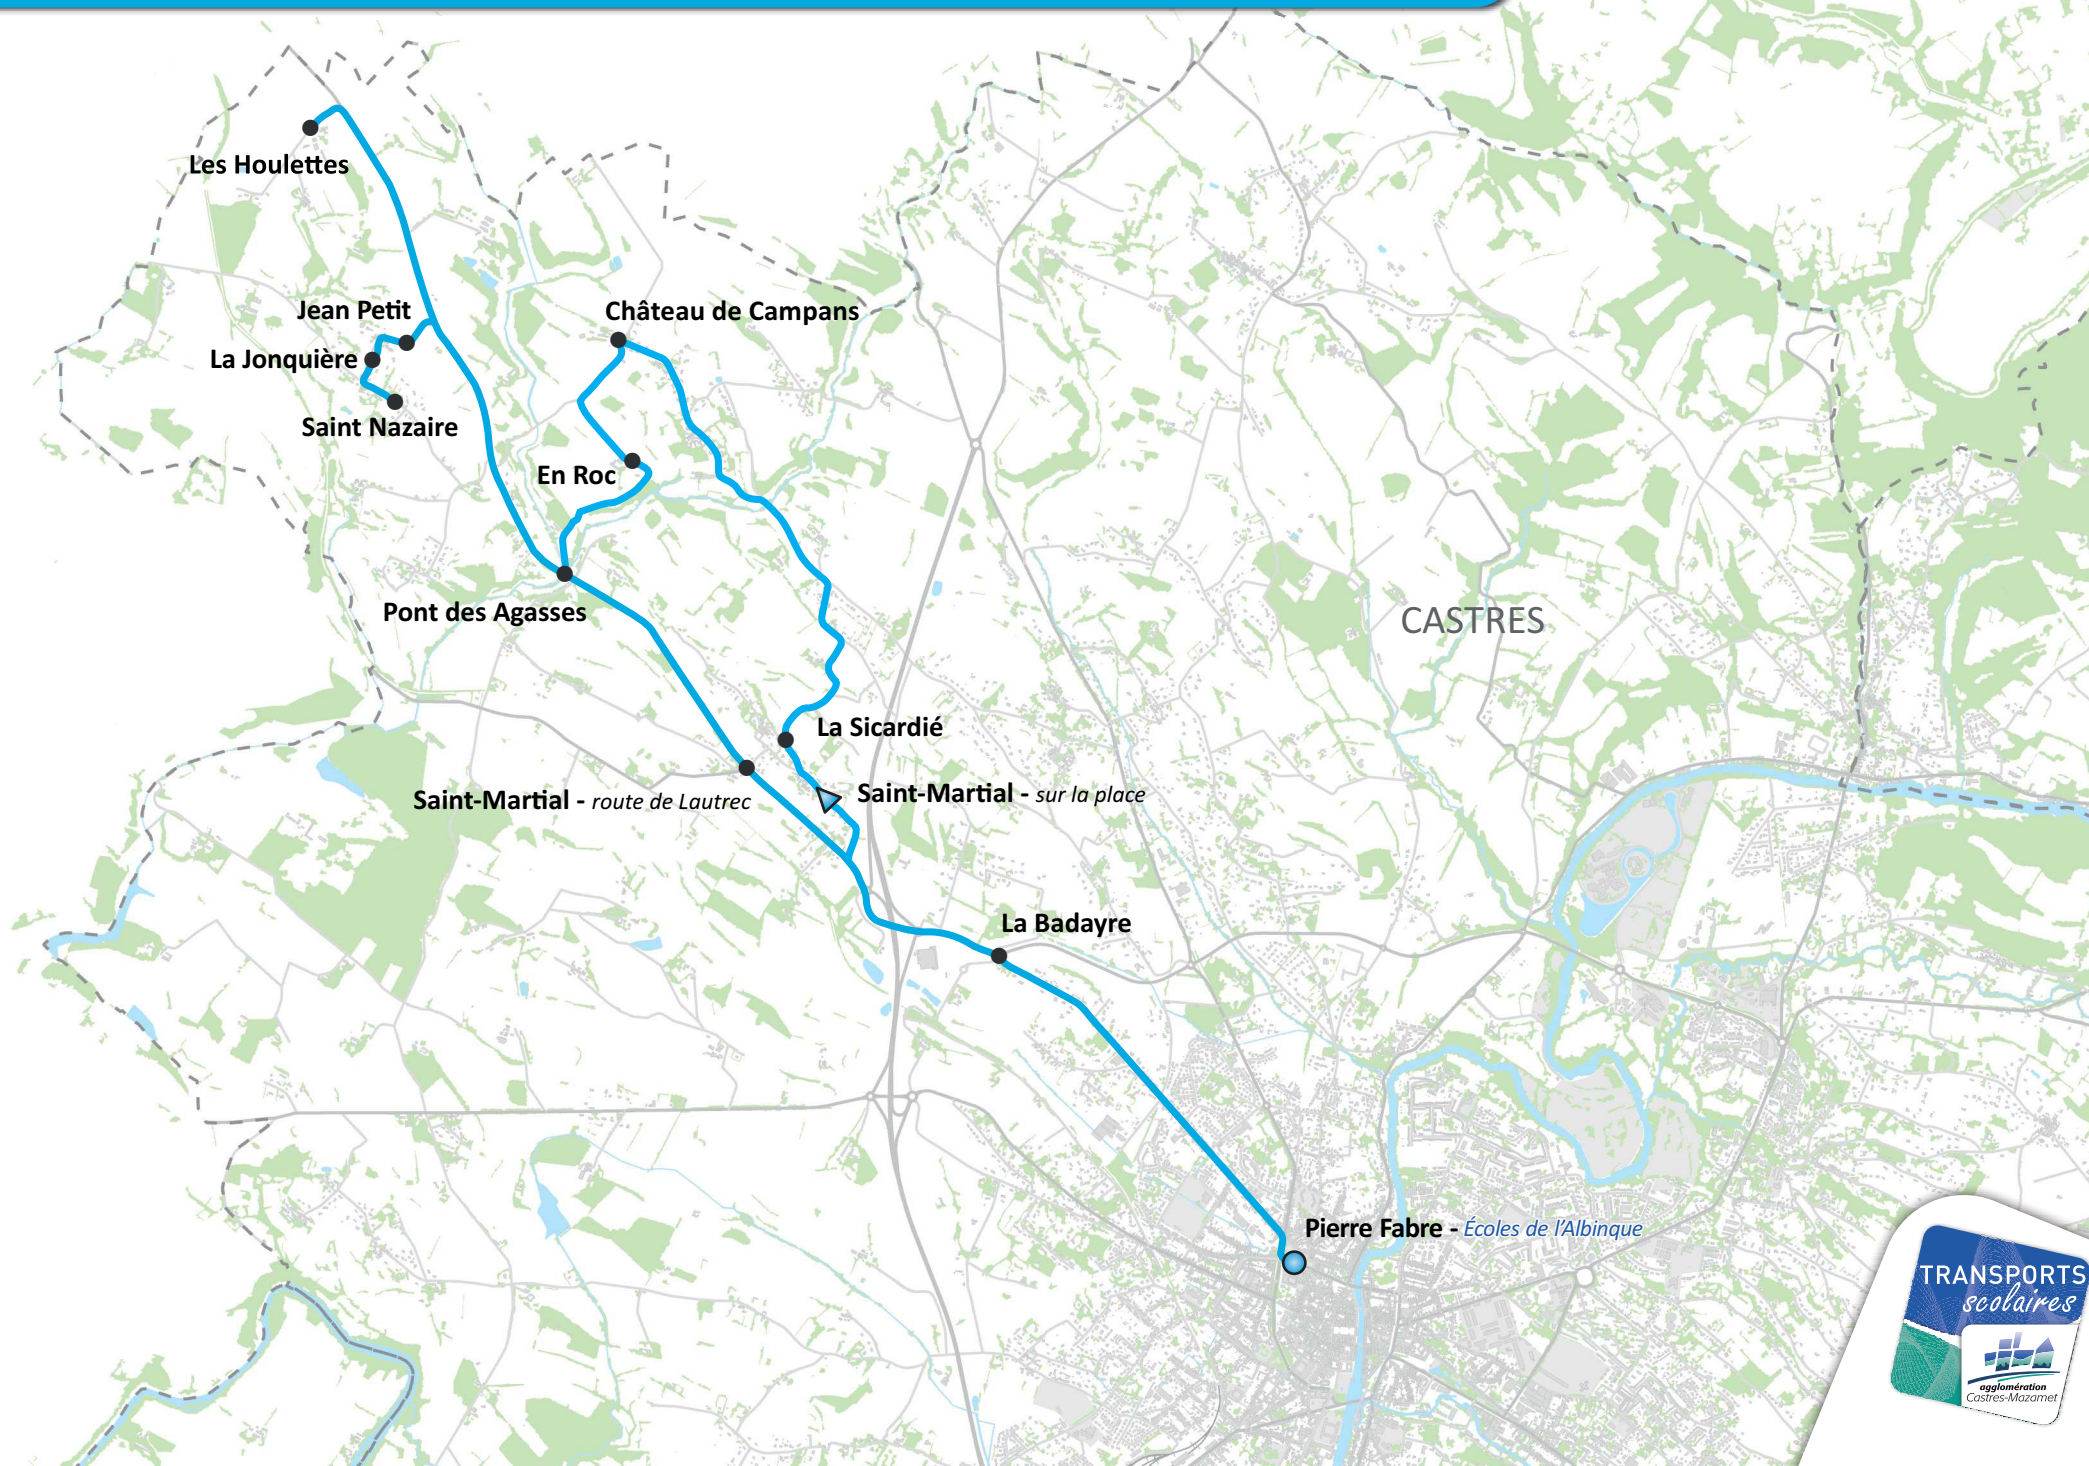 Les Houlettes
Jean Petit
Château de Campans
La Jonquière
Saint Nazaire
En Roc
Pont des Agasses
CASTRES
La Sicardié
Saint-Martial - route de Lautrec
Saint-Martial - sur la place
La Badayre
Pierre Fabre - Écoles de l'Albinque
TRANSPORTS
scolaires
agglomération
Castres-Mazamet